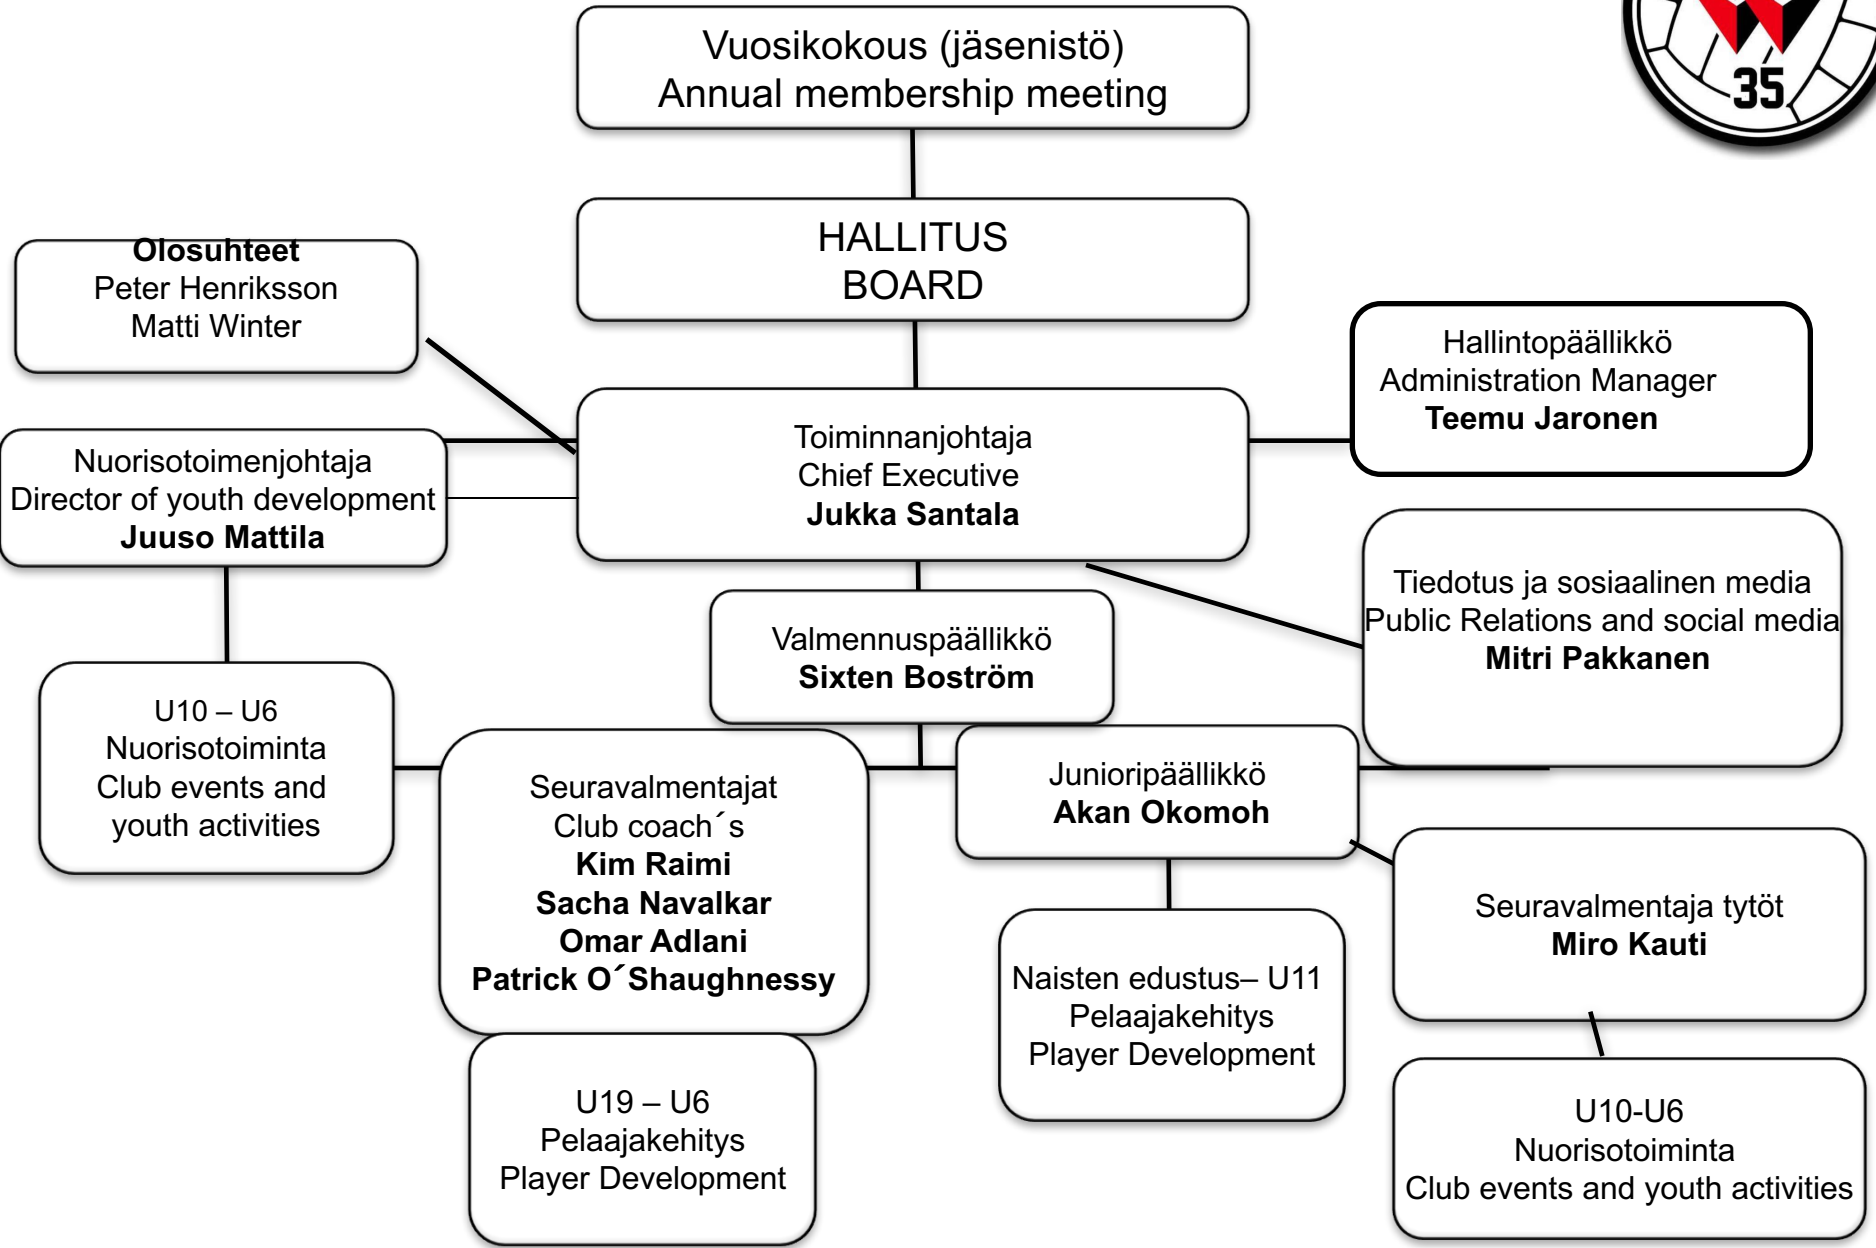 Vuosikokous (jäsenistö)
Annual membership meeting
35
HALLITUS
BOARD
Olosuhteet
Peter Henriksson
Matti Winter
Hallintopäällikkö
Administration Manager
Teemu Jaronen
Nuorisotoimenjohtaja
Director of youth development
Juuso Mattila
Toiminnanjohtaja
Chief Executive
Jukka Santala
Tiedotus ja sosiaalinen media
Public Relations and social media
Mitri Pakkanen
Valmennuspäällikkö
Sixten Boström
U10 – U6
Nuorisotoiminta
Club events and
youth activities
Seuravalmentajat
Club coach´s
Kim Raimi
Sacha Navalkar
Omar Adlani
Patrick O´Shaughnessy
Junioripäällikkö
Akan Okomoh
Seuravalmentaja tytöt
Miro Kauti
Naisten edustus– U11
Pelaajakehitys
Player Development
U19 – U6
Pelaajakehitys
Player Development
U10-U6
Nuorisotoiminta
Club events and youth activities